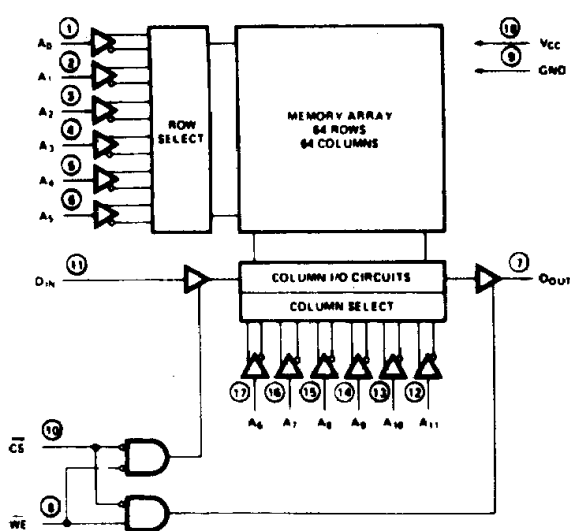 1
A0
2
A1
3
A2
4
A3
5
A4
6
A5
ROW
SELECT
MEMORY ARRAY
64 ROWS
64 COLUMNS
18
VCC
9
GND
11
DIN
COLUMN I/O CIRCUITS
COLUMN SELECT
7
DOUT
17
16
15
14
13
12
A6
A7
A8
A9
A10
A11
10
CS
8
WE